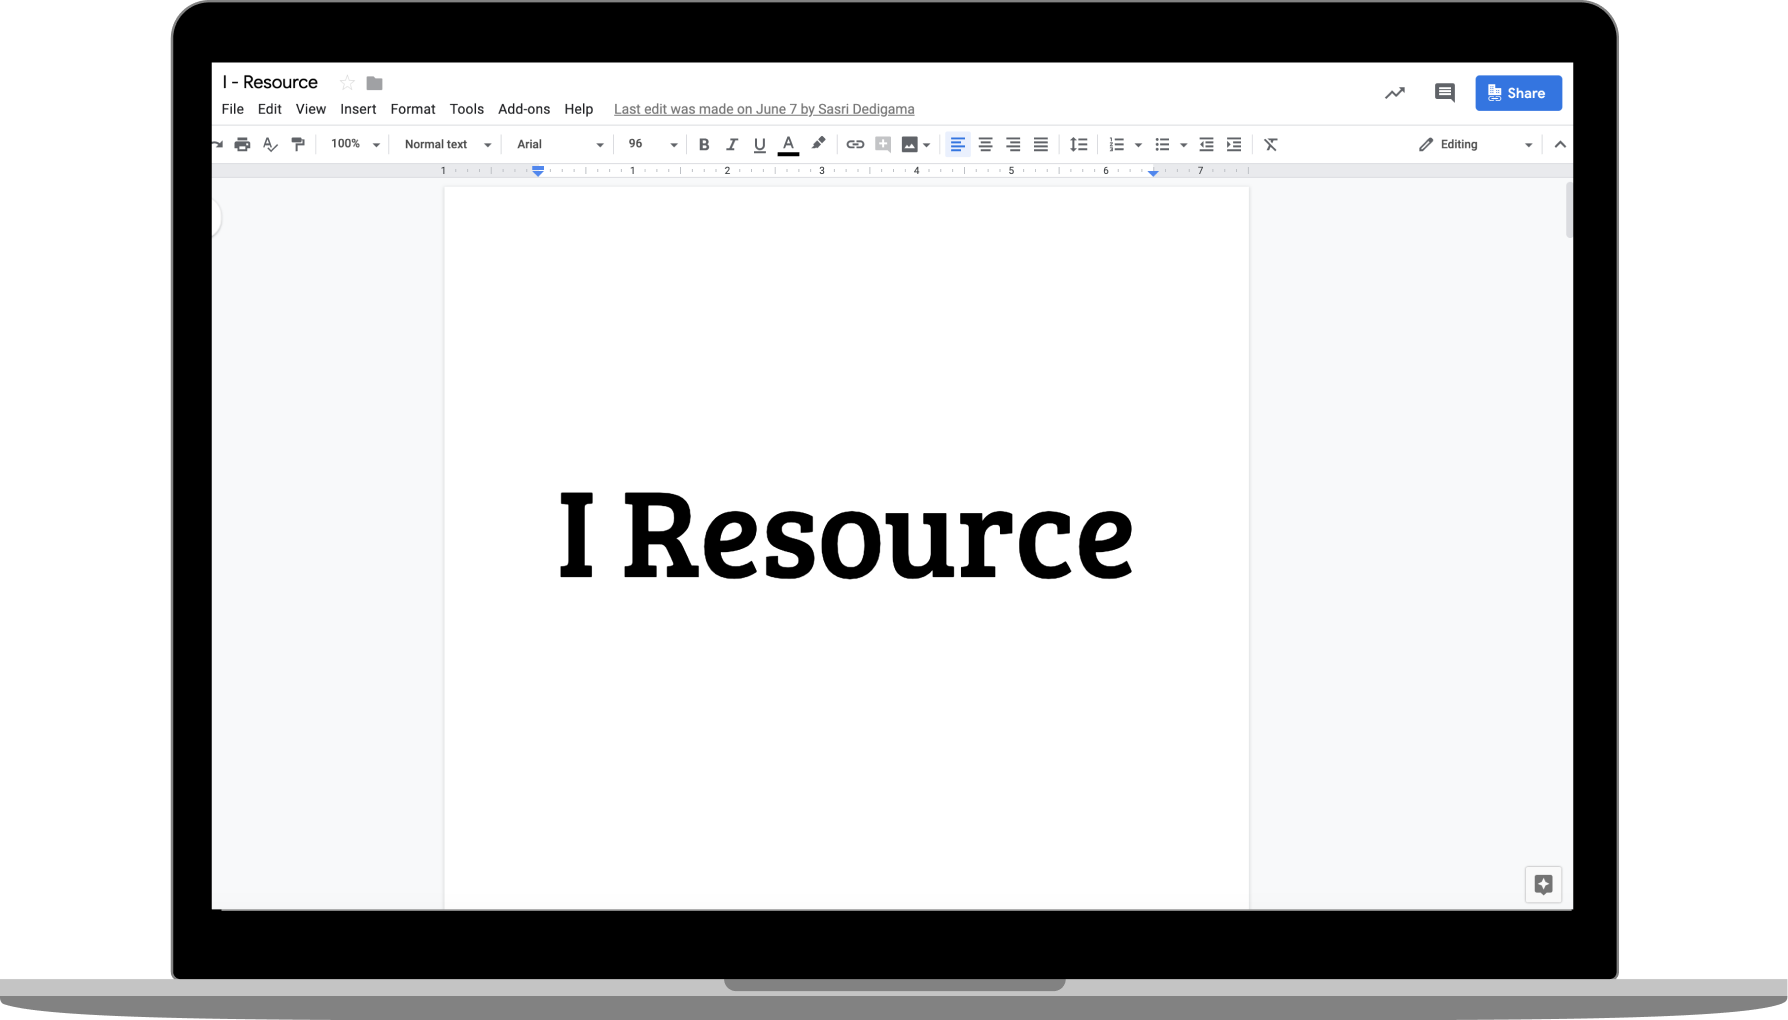 I - Resource
File Edit View Insert Format Tools Add-ons Help Last edit was made on June 7 by Sasri Dedigama
Share
100% Normal text Arial 96 B I U A Editing
1 1 2 3 4 5 6 7
I Resource